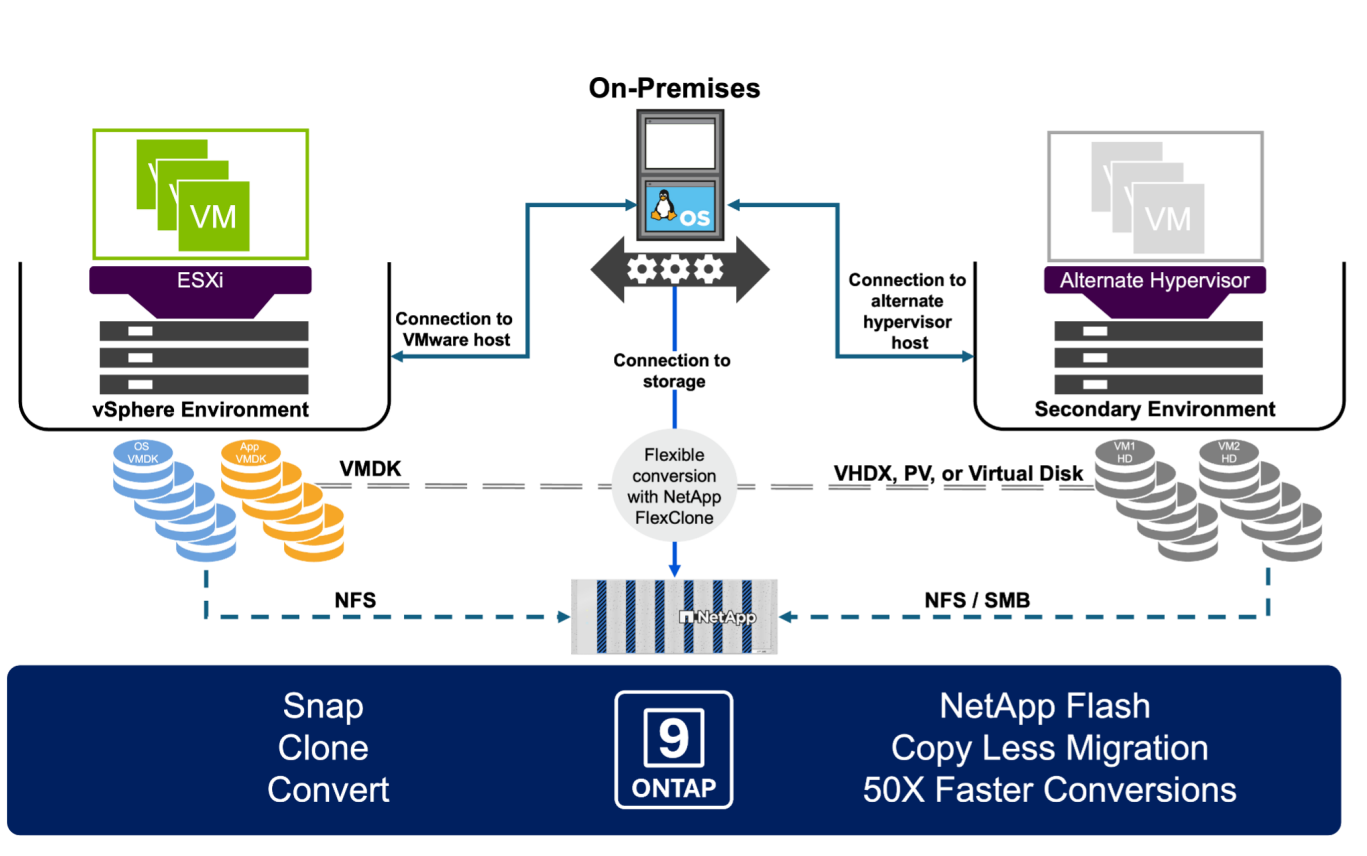 On-Premises
VM
ESXi
vSphere Environment
Connection to
VMware host
OS
Connection to
storage
Connection to
alternate
hypervisor
host
VM
Alternate Hypervisor
Secondary Environment
OS
VMDK
App
VMDK
VMDK
Flexible
conversion
with NetApp
FlexClone
VHDX, PV, or Virtual Disk
VM1
HD
VM2
HD
NFS
NetApp
NFS / SMB
Snap
Clone
Convert
9
ONTAP
NetApp Flash
Copy Less Migration
50X Faster Conversions